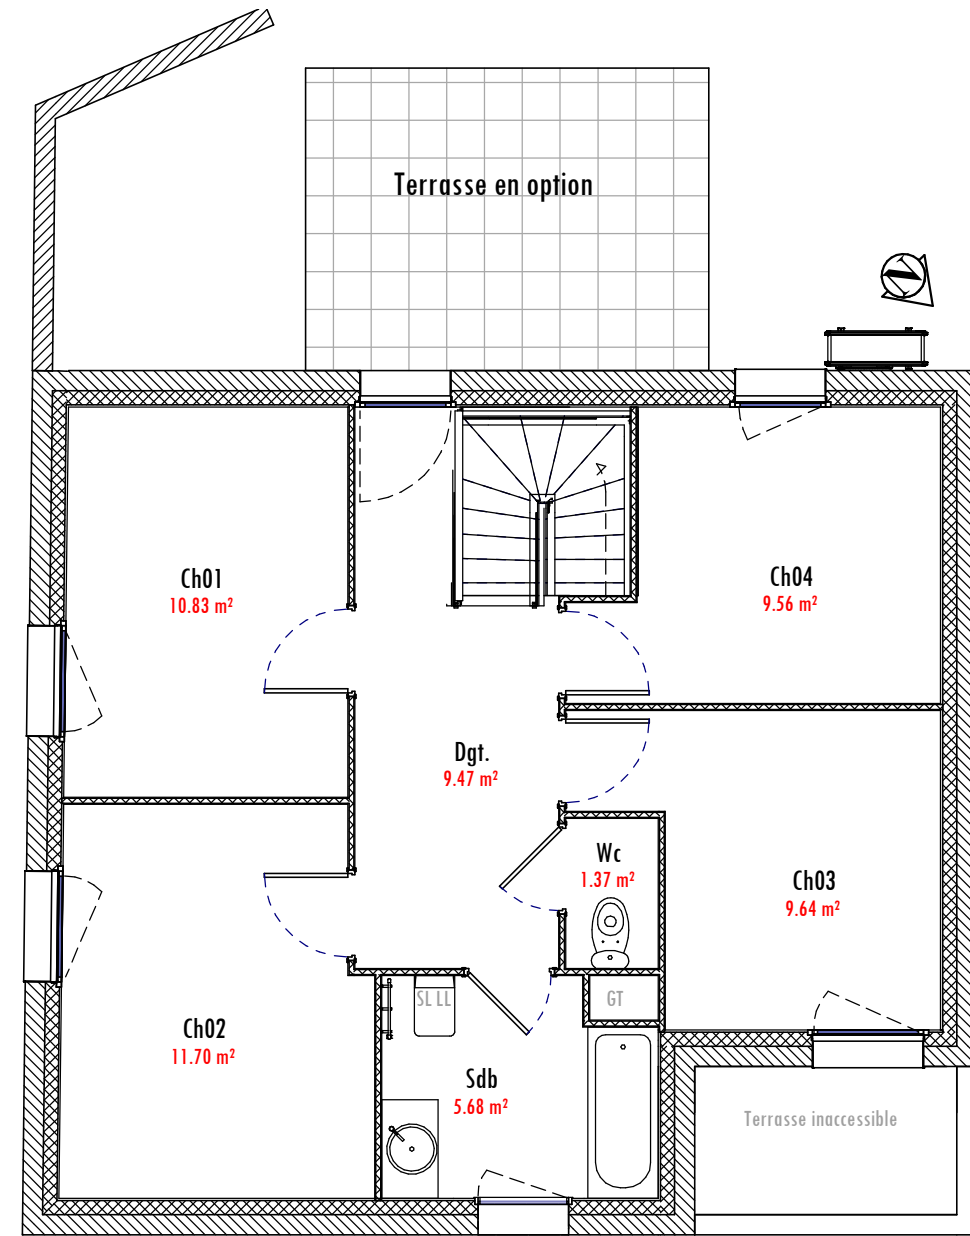 Terrasse en option
N
Ch01
10.83 m²
Ch04
9.56 m²
Dgt.
9.47 m²
Wc
1.37 m²
Ch03
9.64 m²
SL LL
GT
Ch02
11.70 m²
Sdb
5.68 m²
Terrasse inaccessible